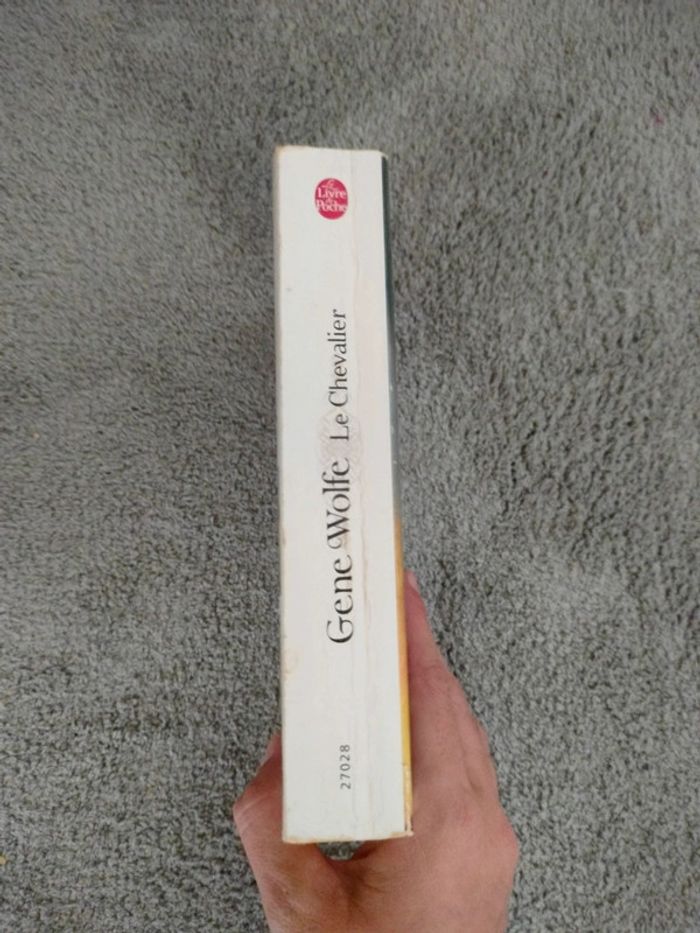 Le
Livre
de
Poche
Gene Wolfe Le Chevalier
27028